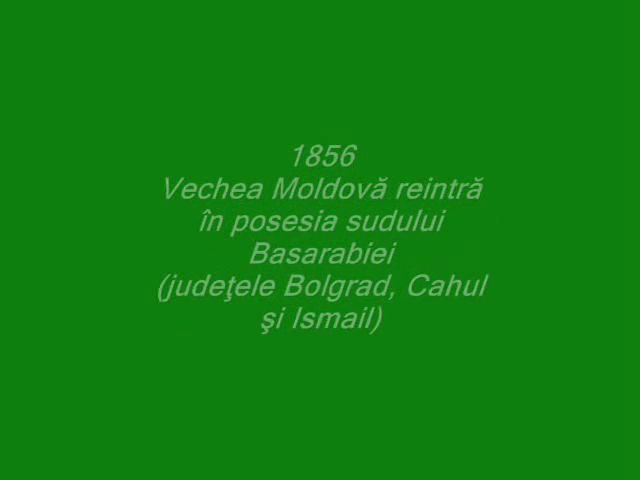 1856
Vechea Moldovă reintră
în posesia sudului
Basarabiei
(judeţele Bolgrad, Cahul
şi Ismail)